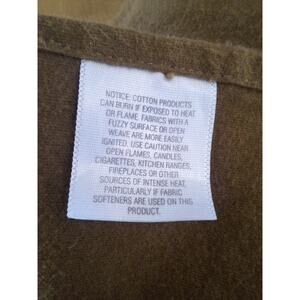 NOTICE: COTTON PRODUCTS
CAN BURN IF EXPOSED TO HEAT
OR FLAME. FABRICS WITH A
FUZZY SURFACE OR OPEN
WEAVE ARE MORE EASILY
IGNITED. USE CAUTION NEAR
OPEN FLAMES, CANDLES,
CIGARETTES, KITCHEN RANGES,
FIREPLACES OR OTHER
SOURCES OF INTENSE HEAT,
PARTICULARLY IF FABRIC
SOFTENERS ARE USED ON THIS
PRODUCT.